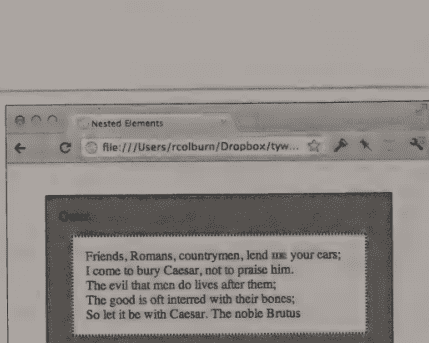 Nested Elements
file:///Users/rcolburn/Dropbox/tyw...
Friends, Romans, countrymen, lend me your ears;
I come to bury Caesar, not to praise him.
The evil that men do lives after them;
The good is oft interred with their bones;
So let it be with Caesar. The noble Brutus